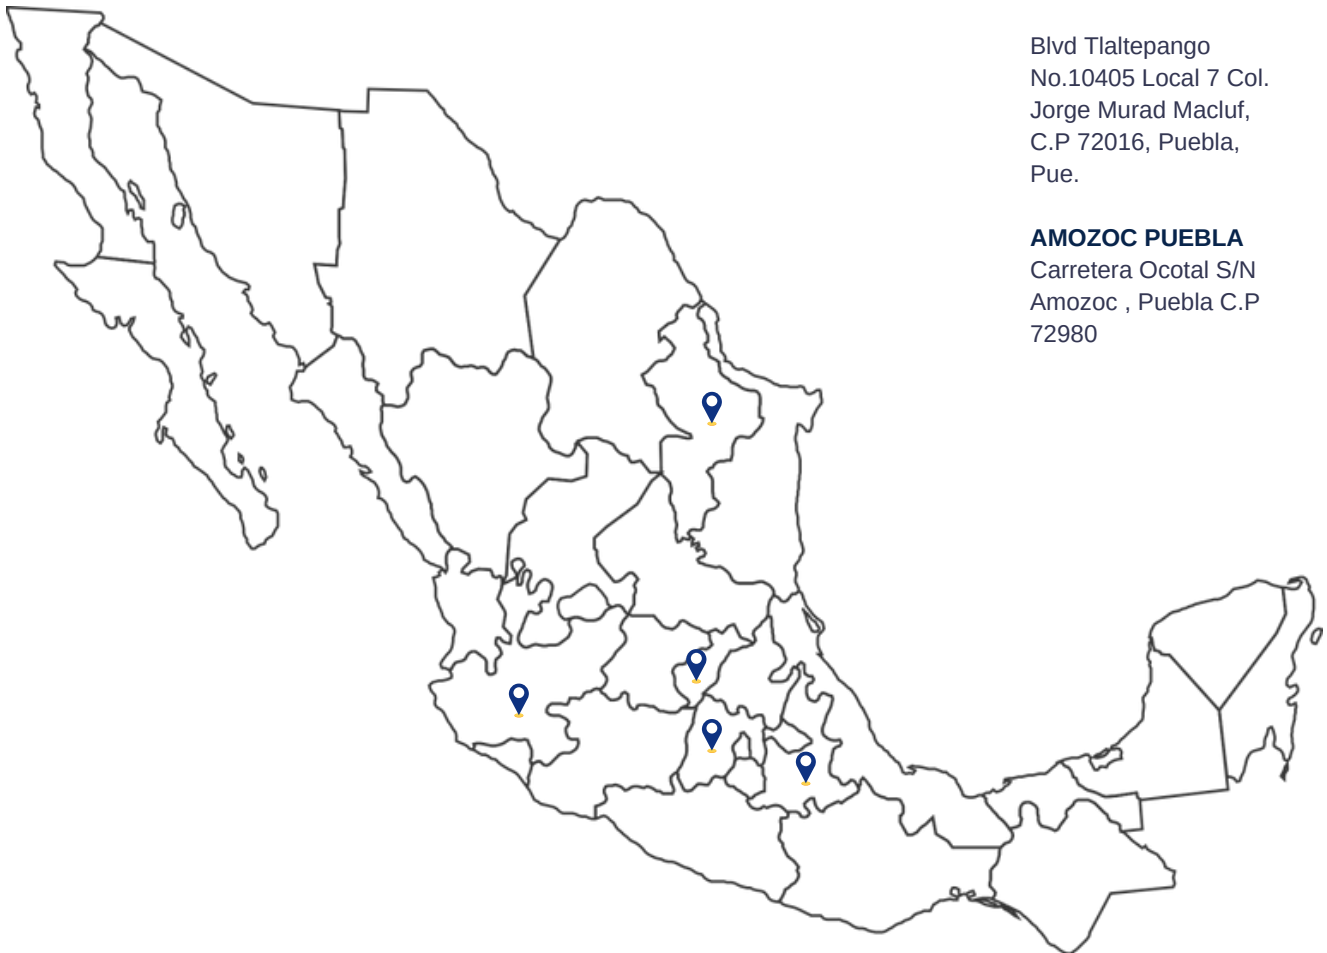 Blvd Tlaltepango
No.10405 Local 7 Col.
Jorge Murad Macluf,
C.P 72016, Puebla,
Pue.
AMOZOC PUEBLA
Carretera Ocotal S/N
Amozoc , Puebla C.P
72980